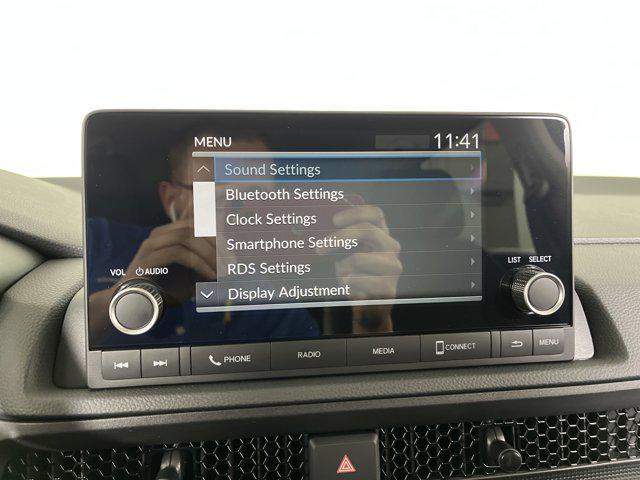 MENU 11:41
Sound Settings
Bluetooth Settings
Clock Settings
Smartphone Settings
RDS Settings
Display Adjustment
VOL AUDIO
LIST SELECT
PHONE RADIO MEDIA CONNECT MENU